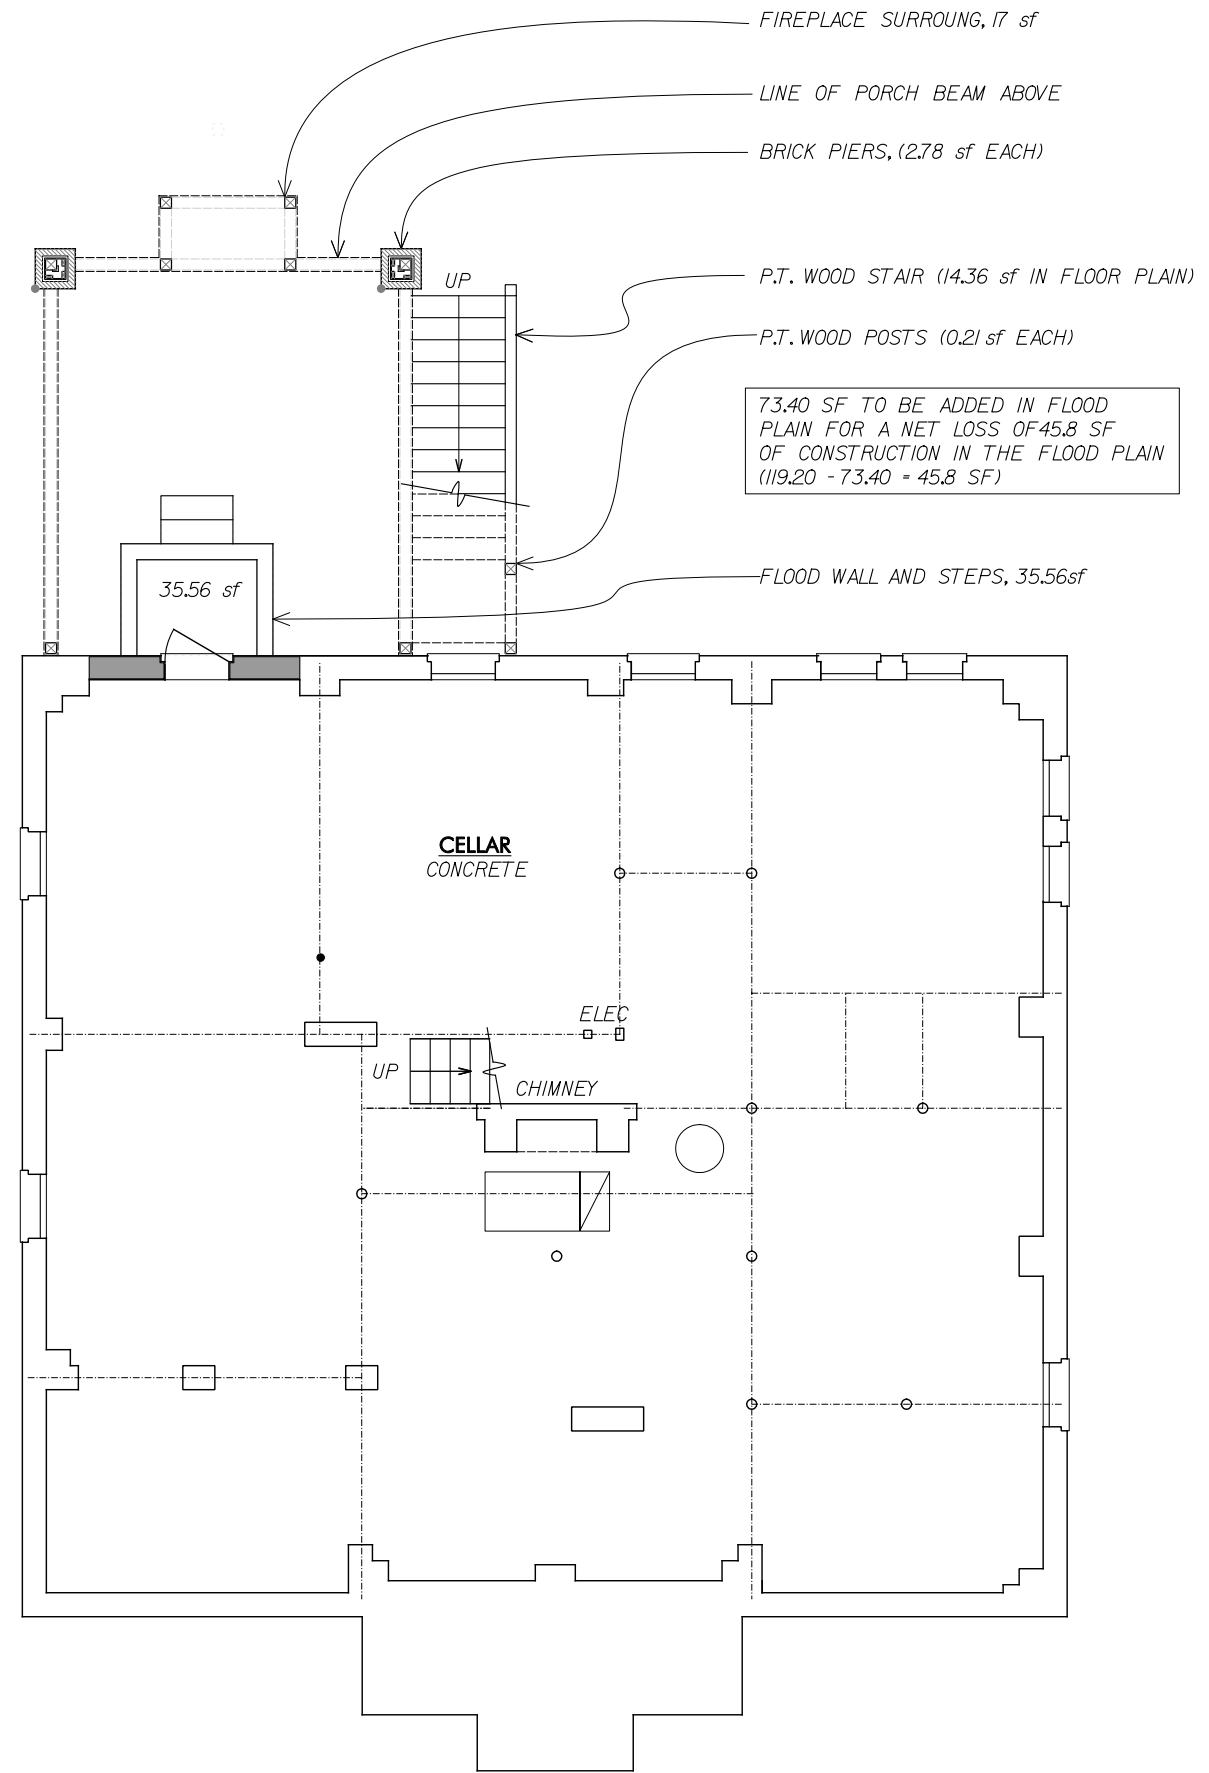 FIREPLACE SURROUNG, 17 sf
LINE OF PORCH BEAM ABOVE
BRICK PIERS, (2.78 sf EACH)
UP
P.T. WOOD STAIR (14.36 sf IN FLOOR PLAIN)
P.T. WOOD POSTS (0.21 sf EACH)
73.40 SF TO BE ADDED IN FLOOD
PLAIN FOR A NET LOSS OF 45.8 SF
OF CONSTRUCTION IN THE FLOOD PLAIN
(119.20 - 73.40 = 45.8 SF)
FLOOD WALL AND STEPS, 35.56sf
35.56 sf
CELLAR
CONCRETE
ELEC
UP
CHIMNEY